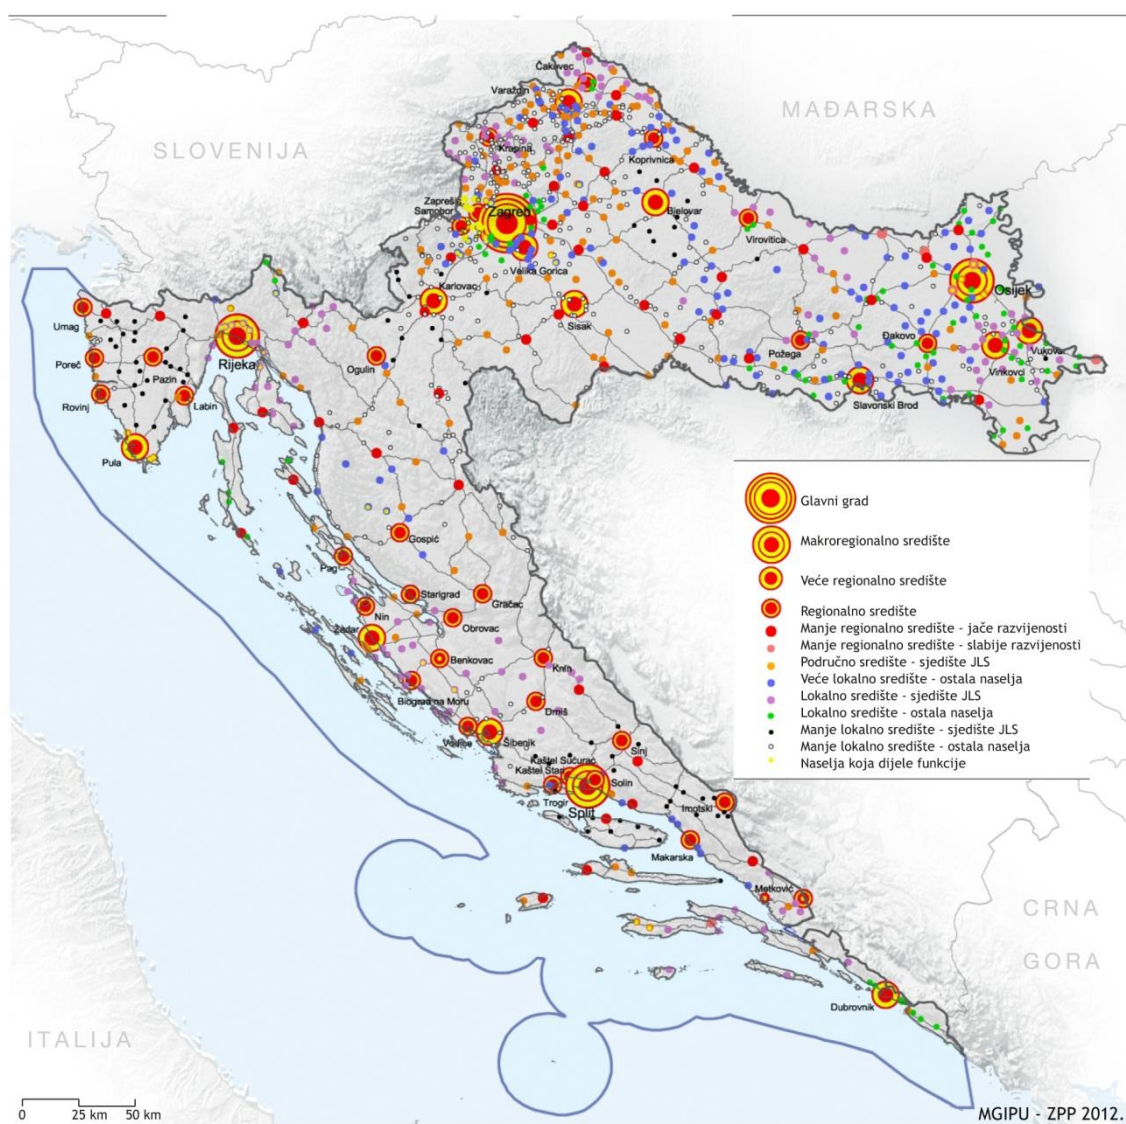 Čakovec
Varaždin
MAĐARSKA
SLOVENIJA
Krapina
Koprivnica
Zaprešić
Samobor
Zagreb
Bjelovar
Virovitica
Velika Gorica
Karlovac
Osijek
Sisak
Umag
Rijeka
Požega
Đakovo
Vukovar
Poreč
Pazin
Ogulin
Vinkovci
Rovinj
Labin
Slavonski Brod
Pula
Glavni grad
Makroregionalno središte
Veće regionalno središte
Regionalno središte
Manje regionalno središte - jače razvijenosti
Manje regionalno središte - slabije razvijenosti
Područno središte - sjedište JLS
Veće lokalno središte - ostala naselja
Lokalno središte - sjedište JLS
Lokalno središte - ostala naselja
Manje lokalno središte - sjedište JLS
Manje lokalno središte - ostala naselja
Naselja koja dijele funkcije
Gospić
Pag
Starigrad
Gračac
Nin
Obrovac
Zadar
Benkovac
Knin
Biograd na Moru
Drniš
Vodice
Šibenik
Sinj
Kaštel Sućurac
Kaštel Stari
Solin
Trogir
Split
Imotski
Makarska
Metković
CRNA
GORA
Dubrovnik
ITALIJA
0 25 km 50 km
MGIPU - ZPP 2012.